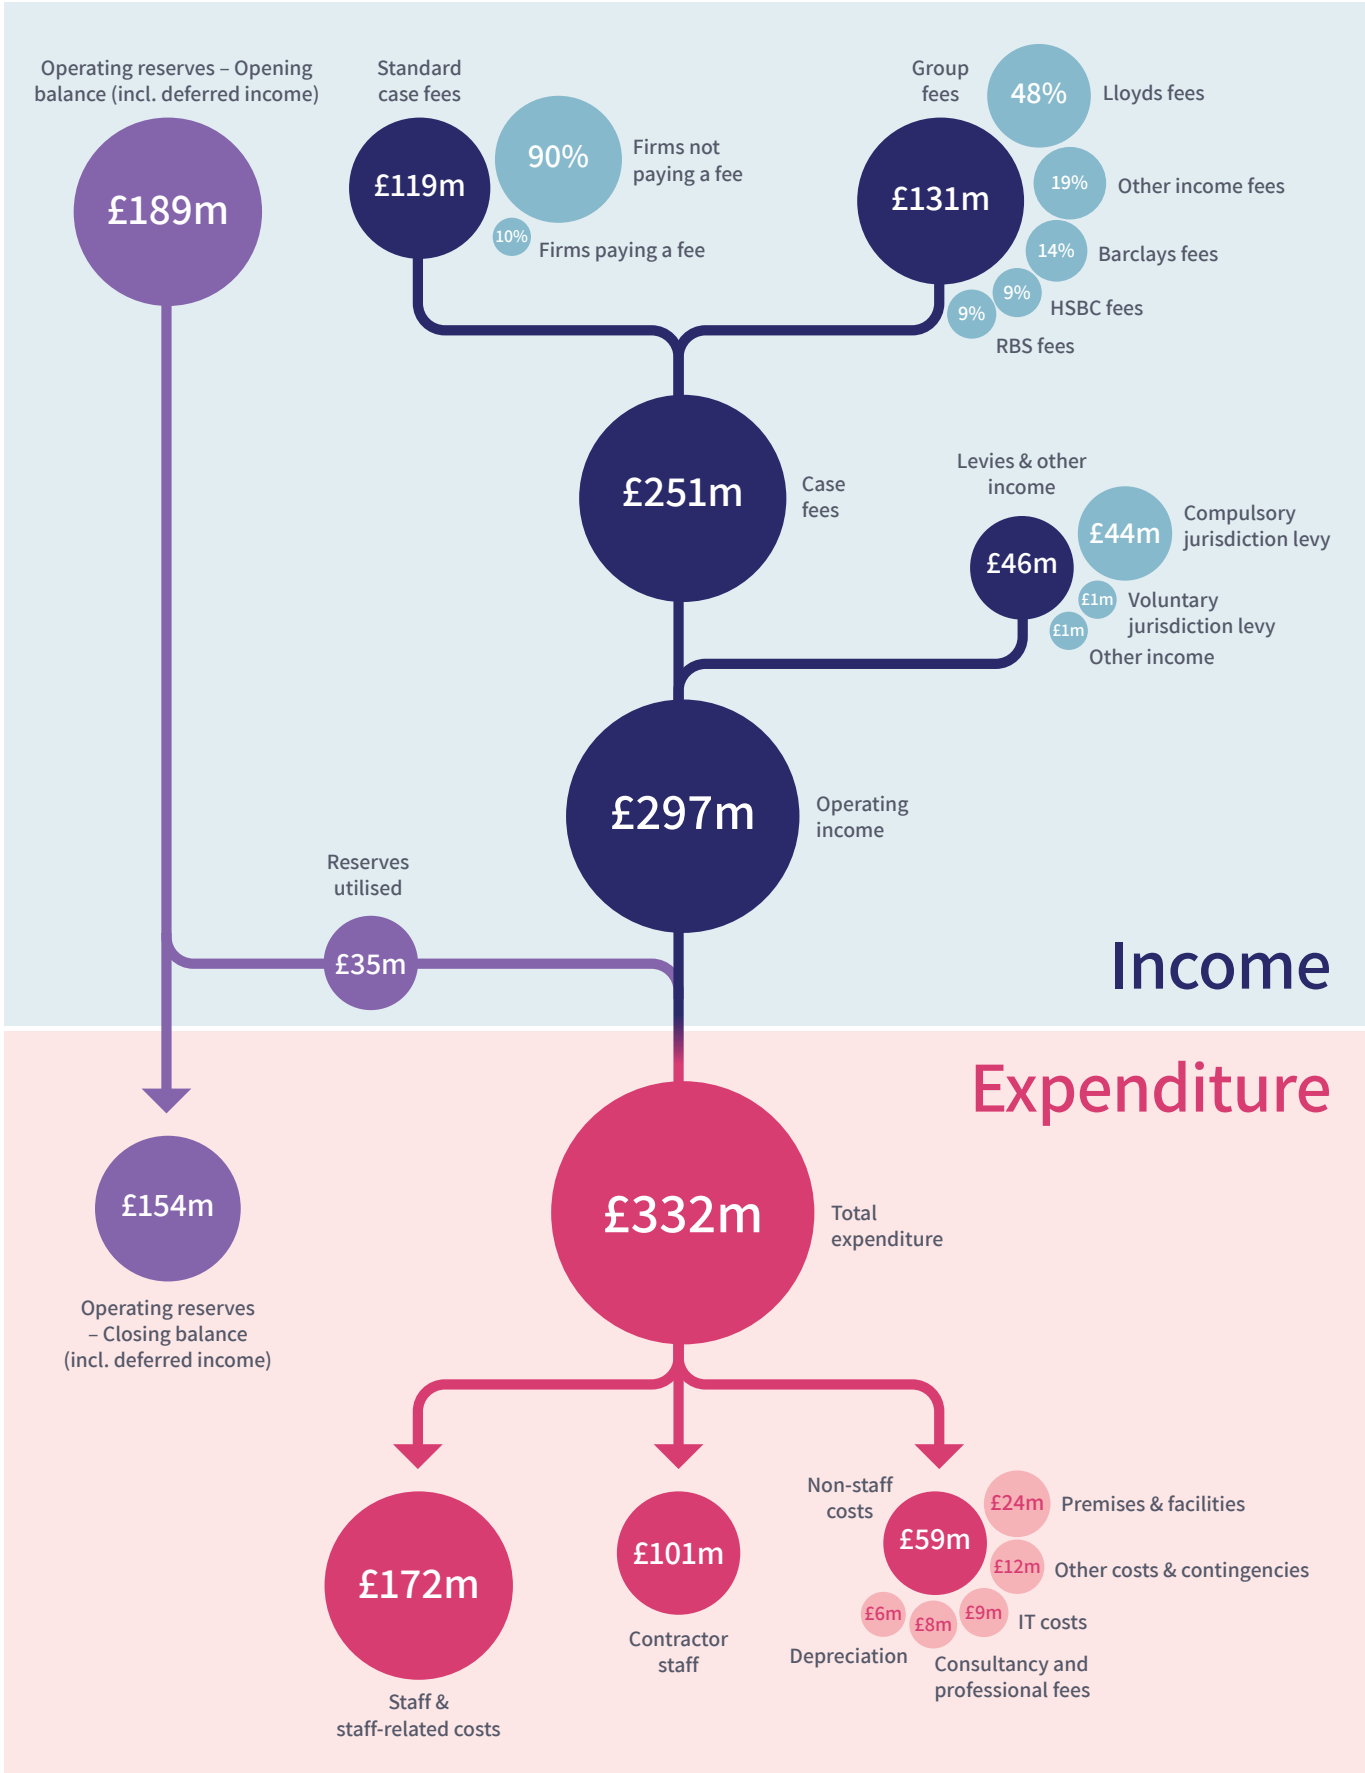 Operating reserves – Opening
balance (incl. deferred income)
£189m
Standard
case fees
£119m
90%
Firms not
paying a fee
10%
Firms paying a fee
Group
fees
£131m
48%
Lloyds fees
19%
Other income fees
14%
Barclays fees
9%
HSBC fees
9%
RBS fees
£251m
Case
fees
Levies & other
income
£46m
£44m
Compulsory
jurisdiction levy
£1m
Voluntary
jurisdiction levy
£1m
Other income
£297m
Operating
income
Reserves
utilised
£35m
Income
Expenditure
£154m
Operating reserves
– Closing balance
(incl. deferred income)
£332m
Total
expenditure
£172m
Staff &
staff-related costs
£101m
Contractor
staff
Non-staff
costs
£59m
£24m
Premises & facilities
£12m
Other costs & contingencies
£9m
IT costs
£8m
Consultancy and
professional fees
£6m
Depreciation